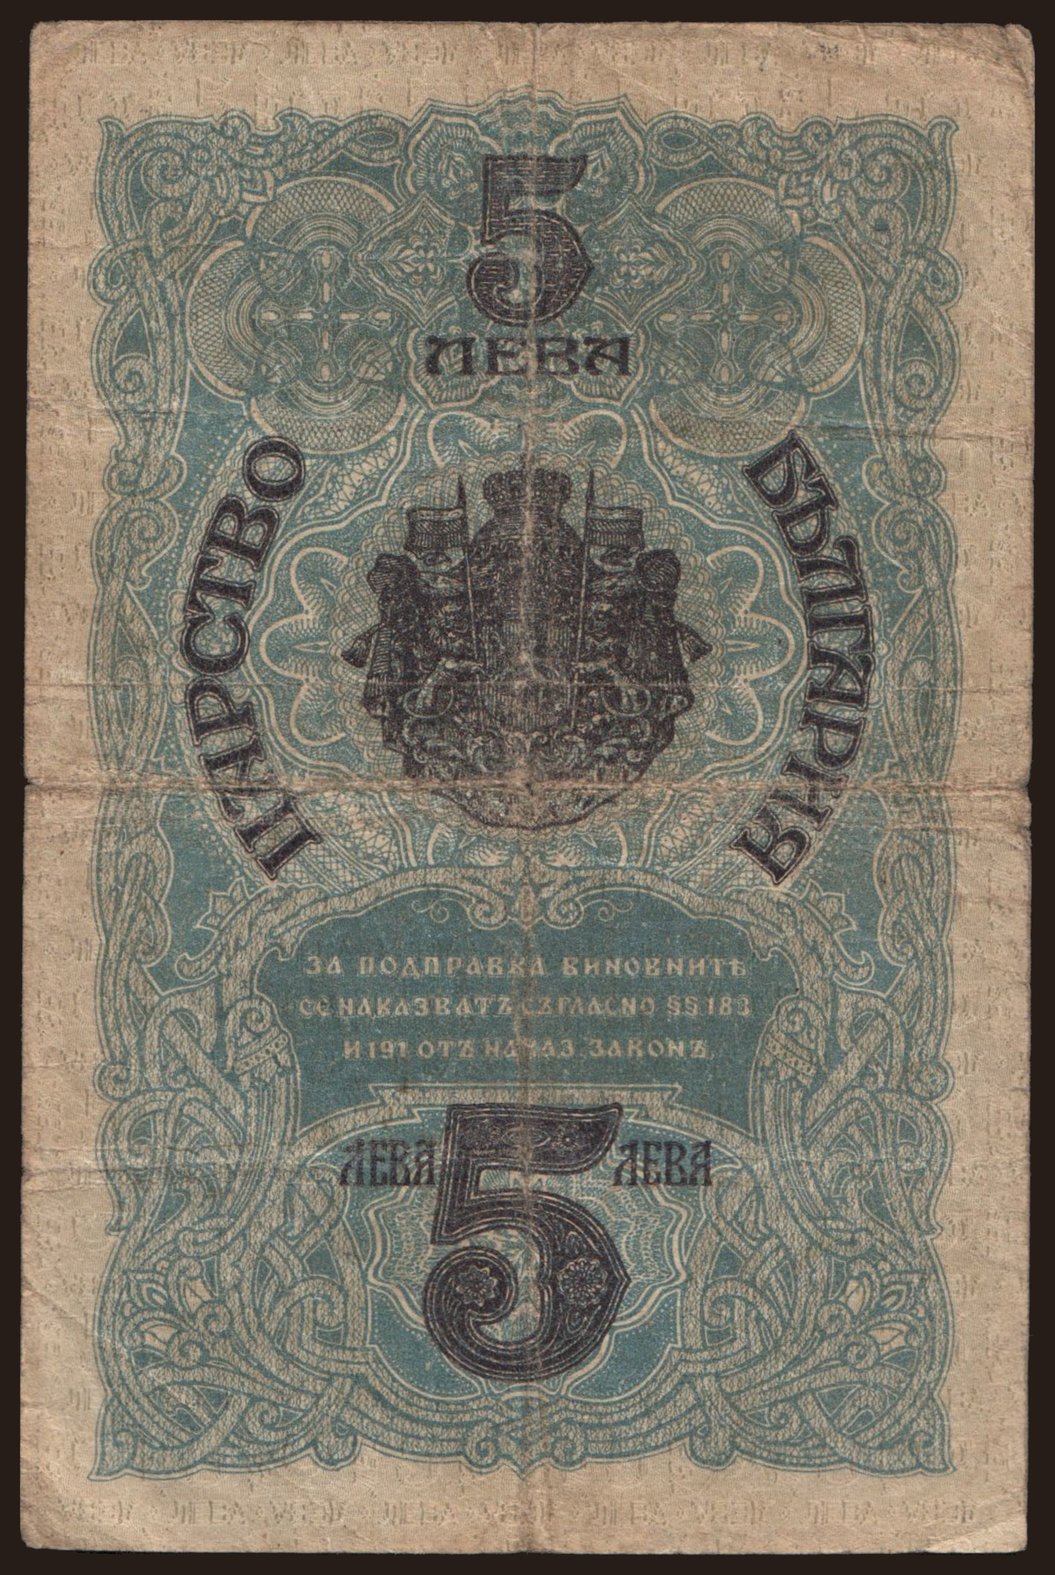 5
ЛЕВА
ЦАРСТВО
БЪЛГАРИЯ
ЗА ПОДПРАВКА ВИНОВНИТѢ
СЕ НАКАЗВАТЪ СЪГЛАСНО §§ 183
И 191 ОТЪ НАКАЗ. ЗАКОНЪ.
ЛЕВА 5 ЛЕВА